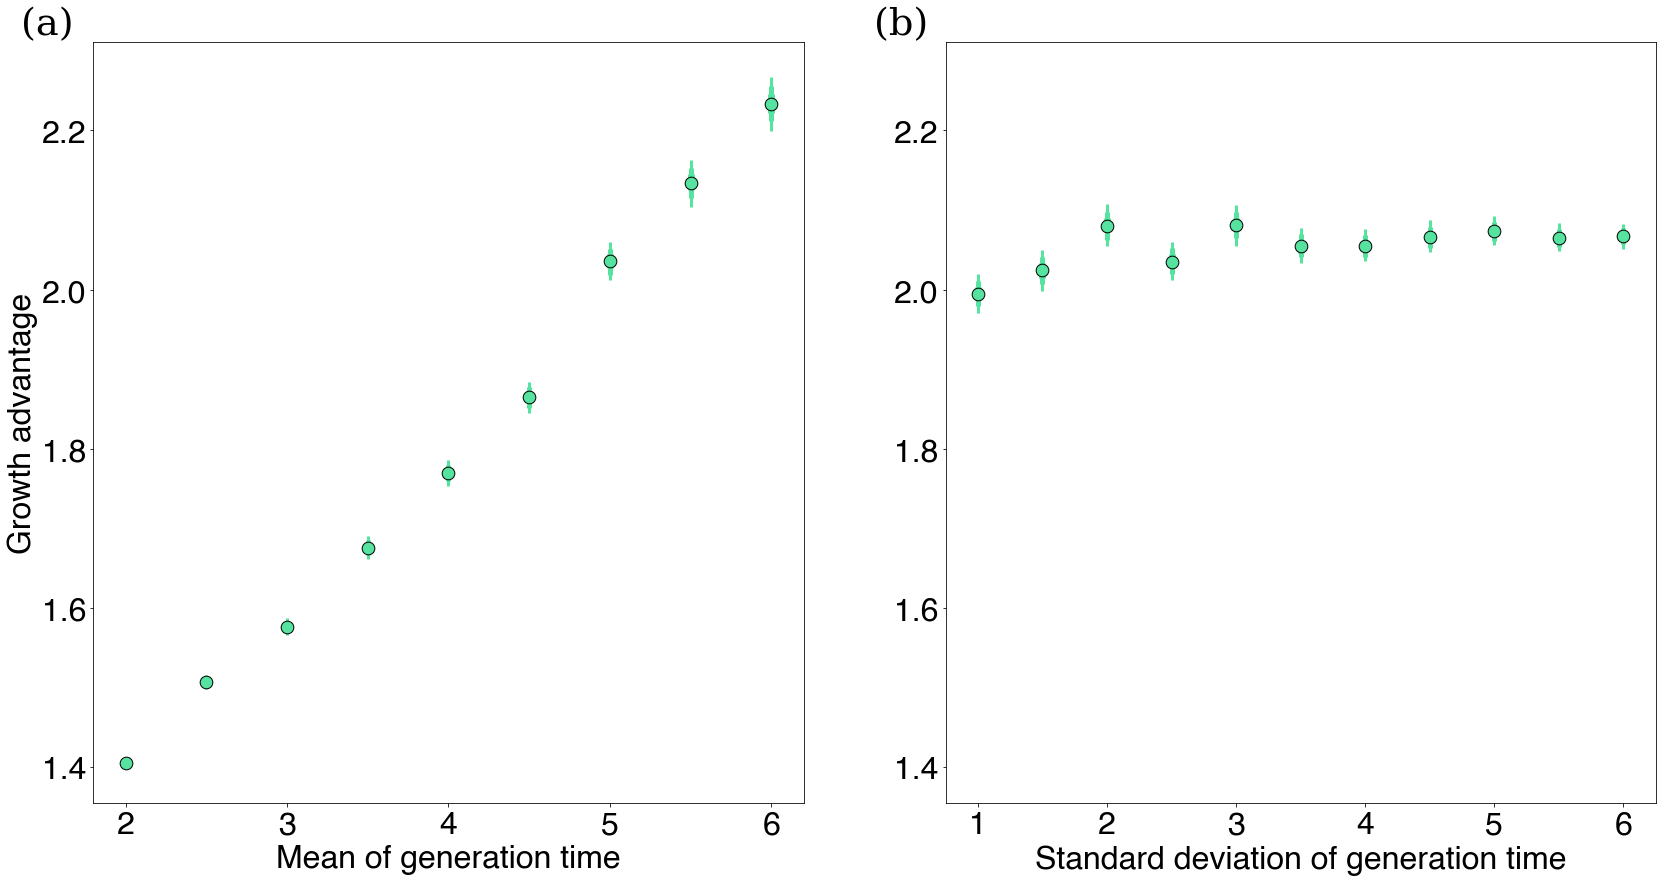 (a)
(b)
2.2
2.0
1.8
1.6
1.4
Growth advantage
2 3 4 5 6
Mean of generation time
2.2
2.0
1.8
1.6
1.4
1 2 3 4 5 6
Standard deviation of generation time